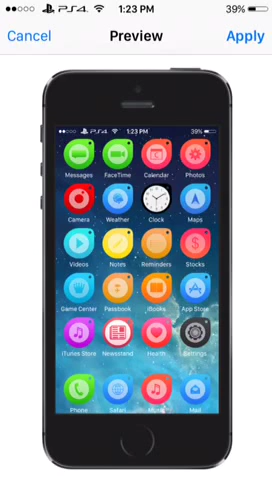 PS4 1:23 PM 39%
Cancel Preview Apply
PS4 1:23 PM 39%
Messages FaceTime Calendar Photos
Camera Weather Clock Maps
Videos Notes Reminders Stocks
Game Center Passbook iBooks App Store
iTunes Store Newsstand Health Settings
Phone Safari Music Mail